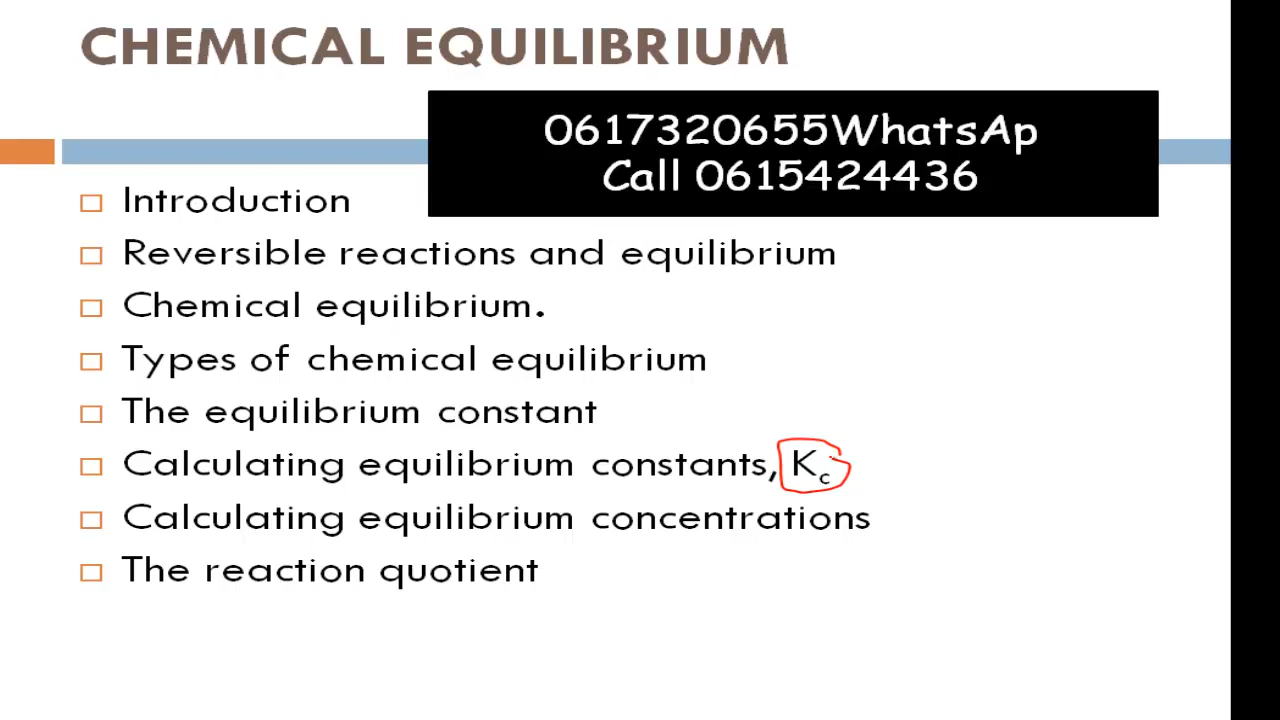 CHEMICAL EQUILIBRIUM
0617320655WhatsAp
Call 0615424436
Introduction
Reversible reactions and equilibrium
Chemical equilibrium.
Types of chemical equilibrium
The equilibrium constant
Calculating equilibrium constants, Kc
Calculating equilibrium concentrations
The reaction quotient